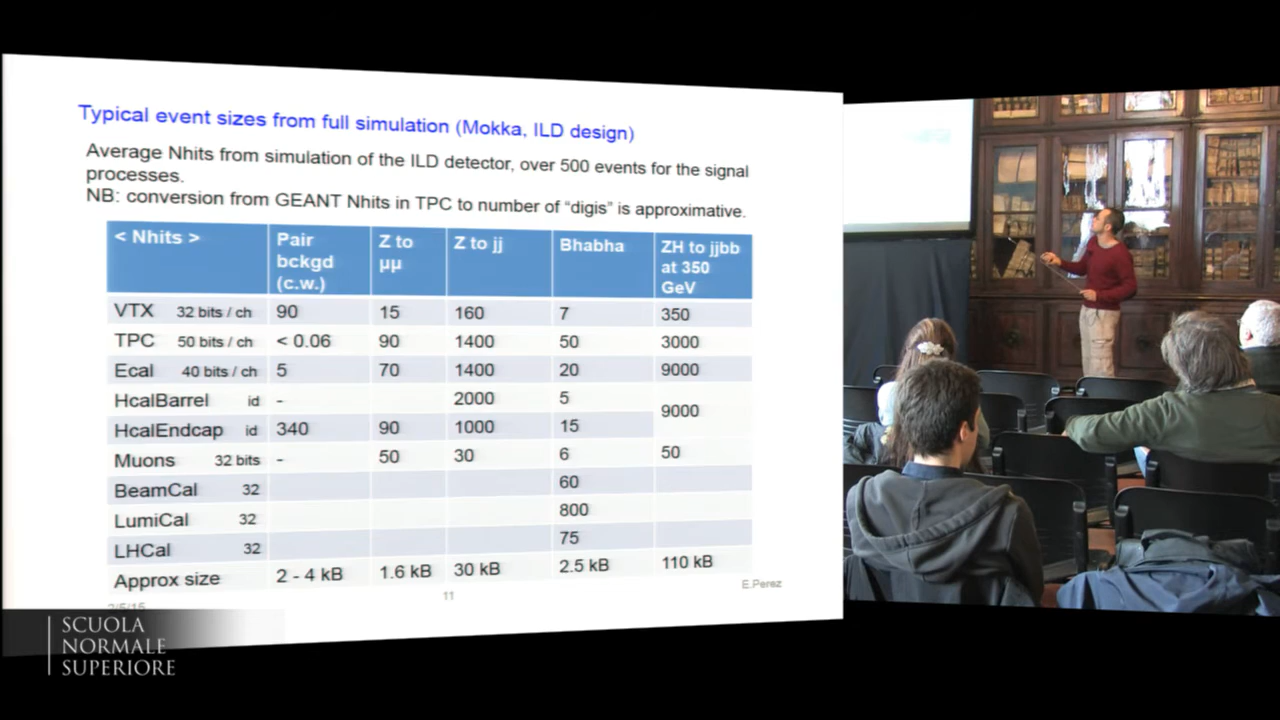 Typical event sizes from full simulation (Mokka, ILD design)
Average Nhits from simulation of the ILD detector, over 500 events for the signal
processes.
NB: conversion from GEANT Nhits in TPC to number of “digis” is approximative.
< Nhits > Pair bckgd (c.w.) Z to µµ Z to jj Bhabha ZH to jjbb at 350 GeV
VTX 32 bits / ch 90 15 160 7 350
TPC 50 bits / ch < 0.06 90 1400 50 3000
Ecal 40 bits / ch 5 70 1400 20 9000
HcalBarrel id - 2000 5 9000
HcalEndcap id 340 90 1000 15
Muons 32 bits - 50 30 6 50
BeamCal 32 60
LumiCal 32 800
LHCal 32 75
Approx size 2 - 4 kB 1.6 kB 30 kB 2.5 kB 110 kB
11
E.Perez
SCUOLA
NORMALE
SUPERIORE